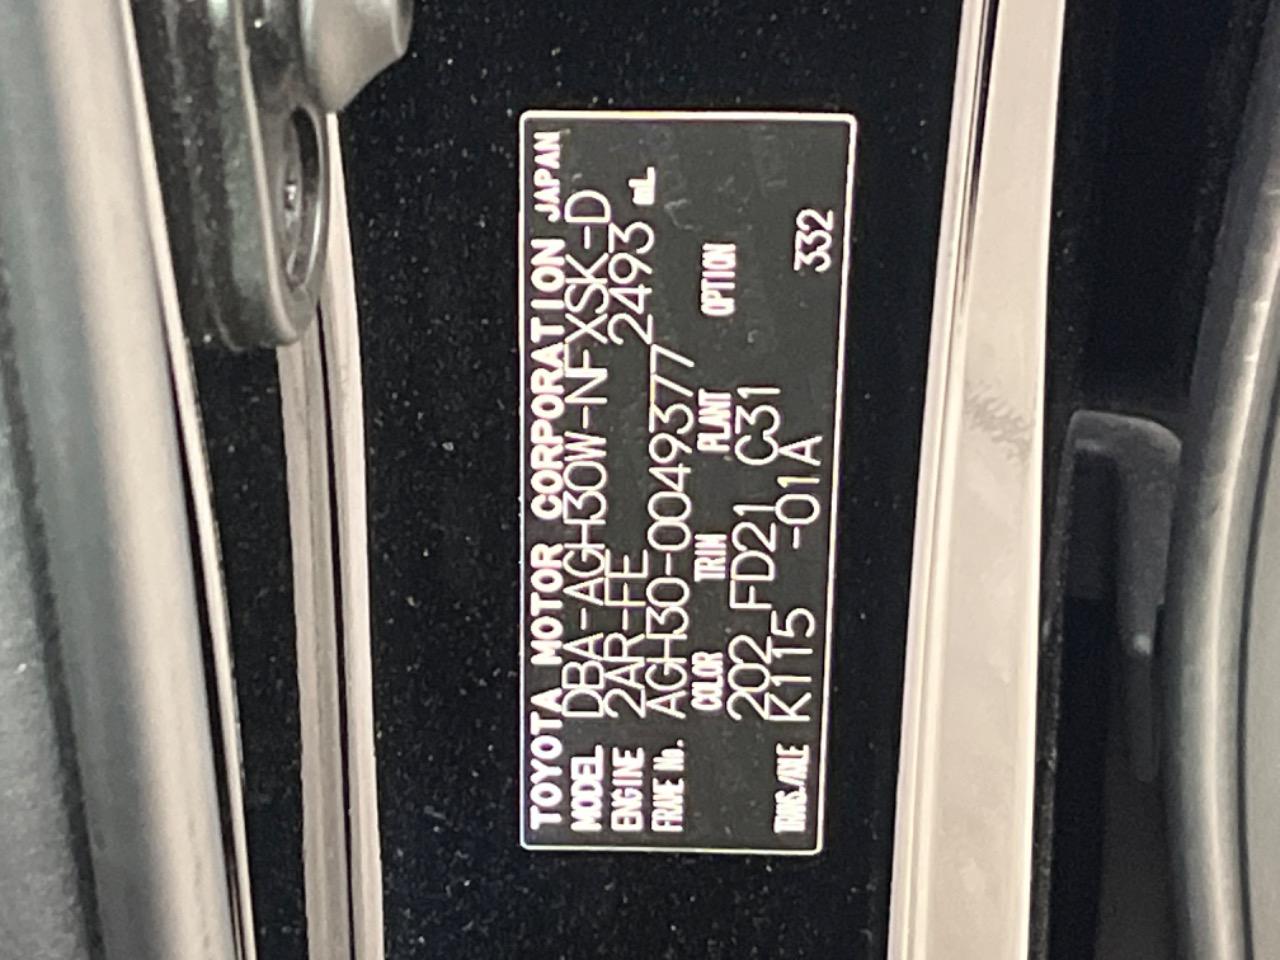 TOYOTA MOTOR CORPORATION JAPAN
MODEL DBA-AGH30W-NFXSK-D
ENGINE 2AR-FE 2493 mL
FRAME No. AGH30-0049377
COLOR TRIM PLANT OPTION
202 FD21 C31
TRANS./AXLE K115 -01A 332